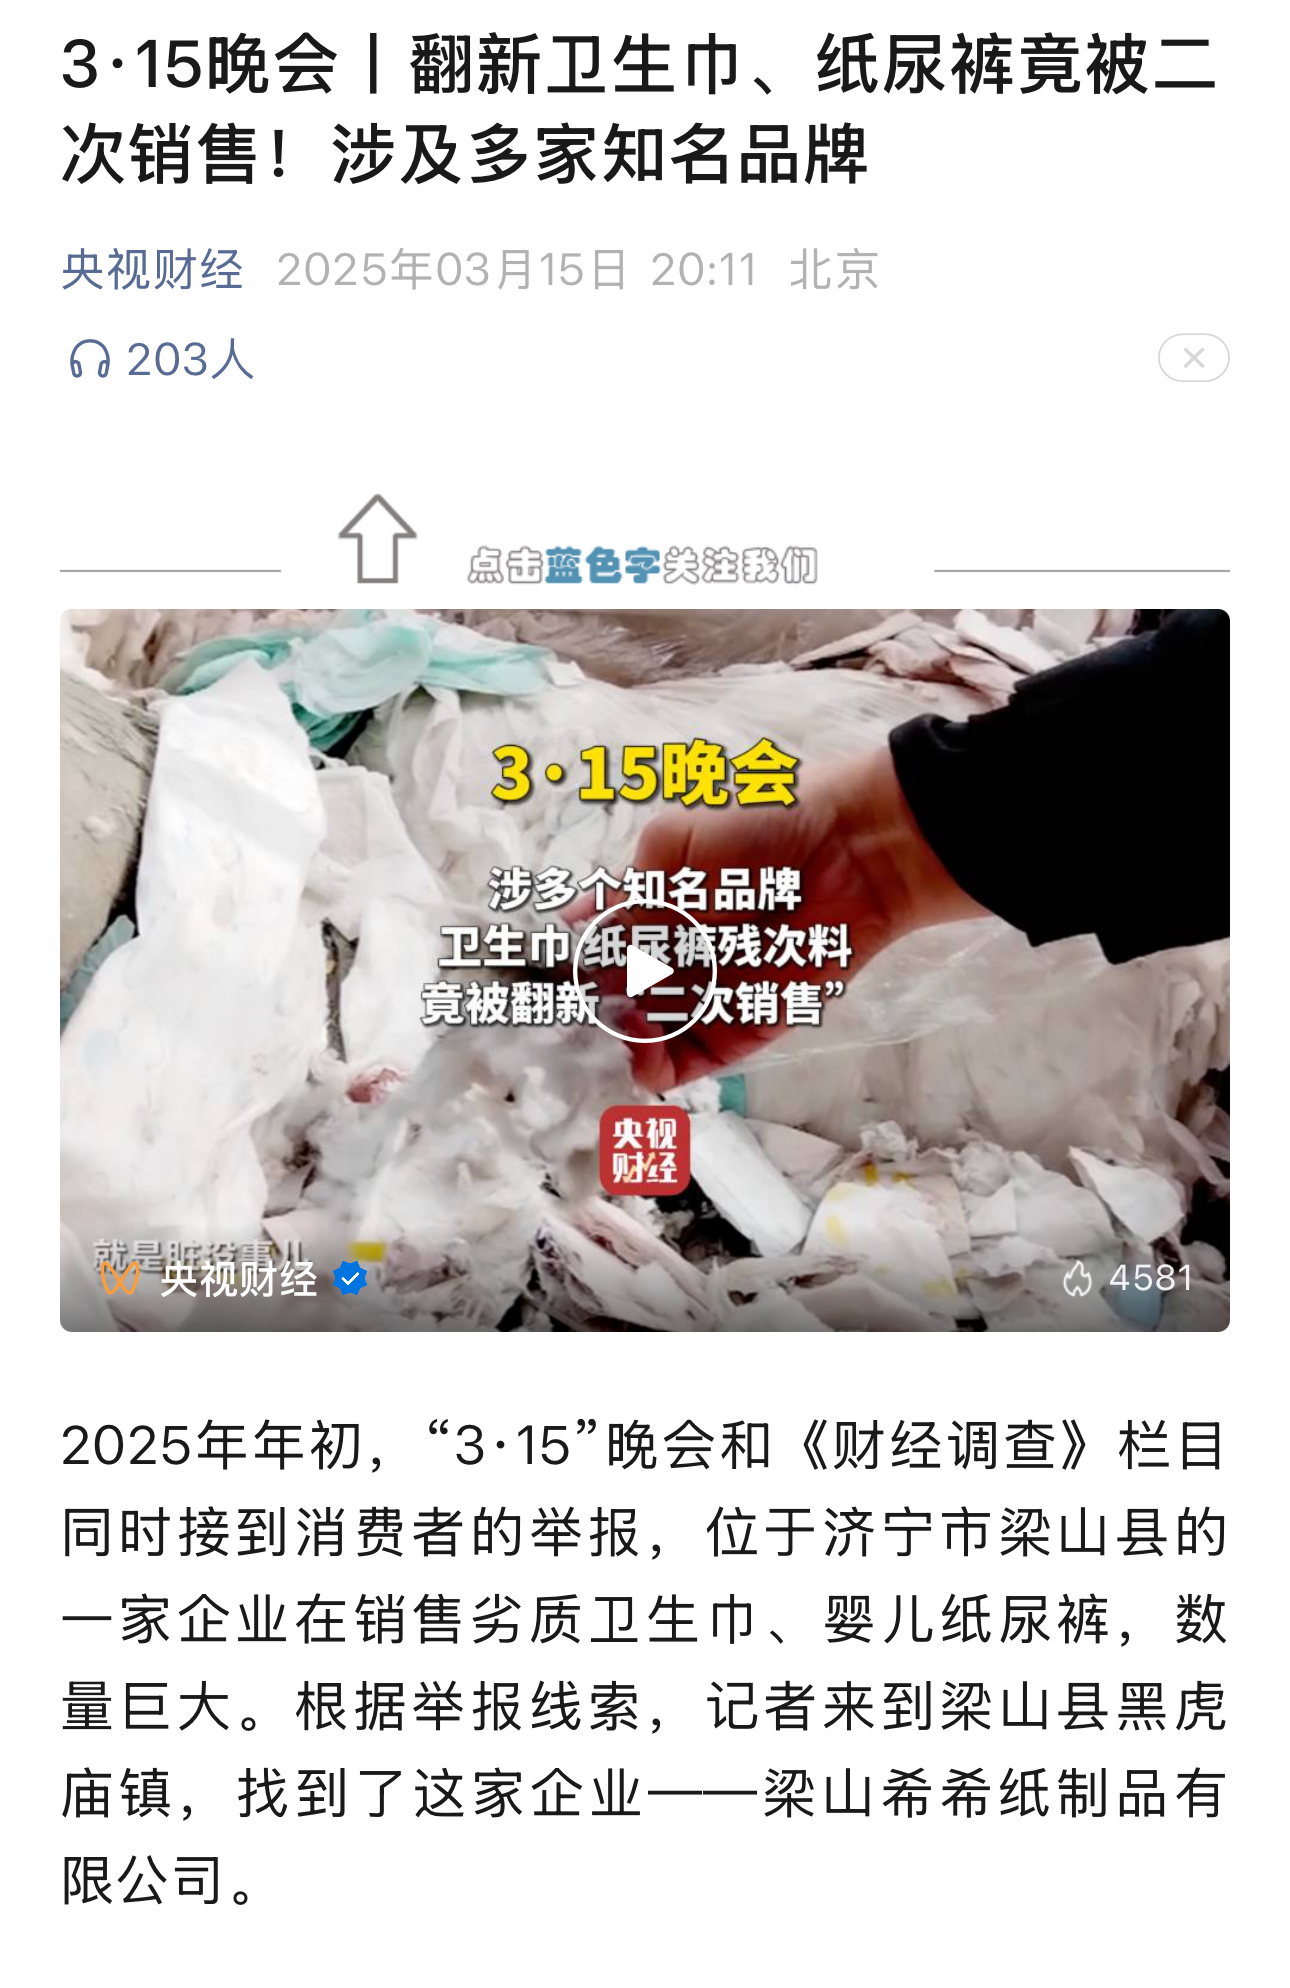 3·15晚会丨翻新卫生巾、纸尿裤竟被二
次销售！涉及多家知名品牌
央视财经 2025年03月15日 20:11 北京
203人
点击蓝色字关注我们
3·15晚会
涉多个知名品牌
卫生巾 纸尿裤残次料
竟被翻新 “二次销售”
央视
财经
就是脏没事儿
央视财经 4581
2025年年初，“3·15”晚会和《财经调查》栏目
同时接到消费者的举报，位于济宁市梁山县的
一家企业在销售劣质卫生巾、婴儿纸尿裤，数
量巨大。根据举报线索，记者来到梁山县黑虎
庙镇，找到了这家企业——梁山希希纸制品有
限公司。